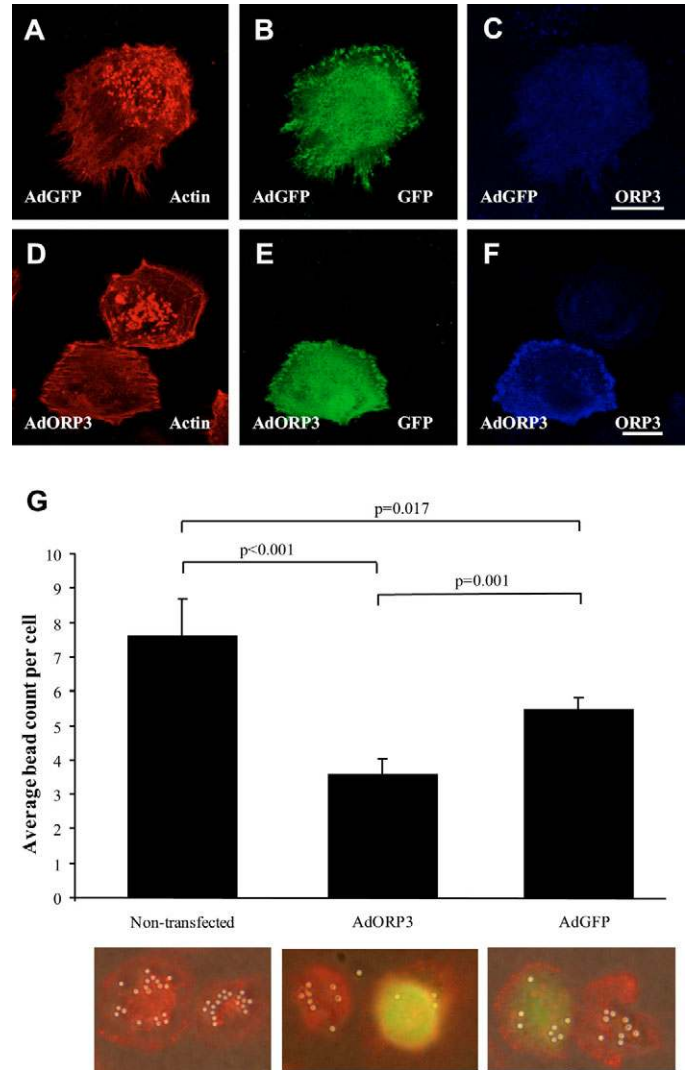 A
B
C
AdGFP Actin
AdGFP GFP
AdGFP ORP3
D
E
F
AdORP3 Actin
AdORP3 GFP
AdORP3 ORP3
G
p=0.017
p<0.001
p=0.001
Average bead count per cell
10
9
8
7
6
5
4
3
2
1
0
Non-transfected
AdORP3
AdGFP